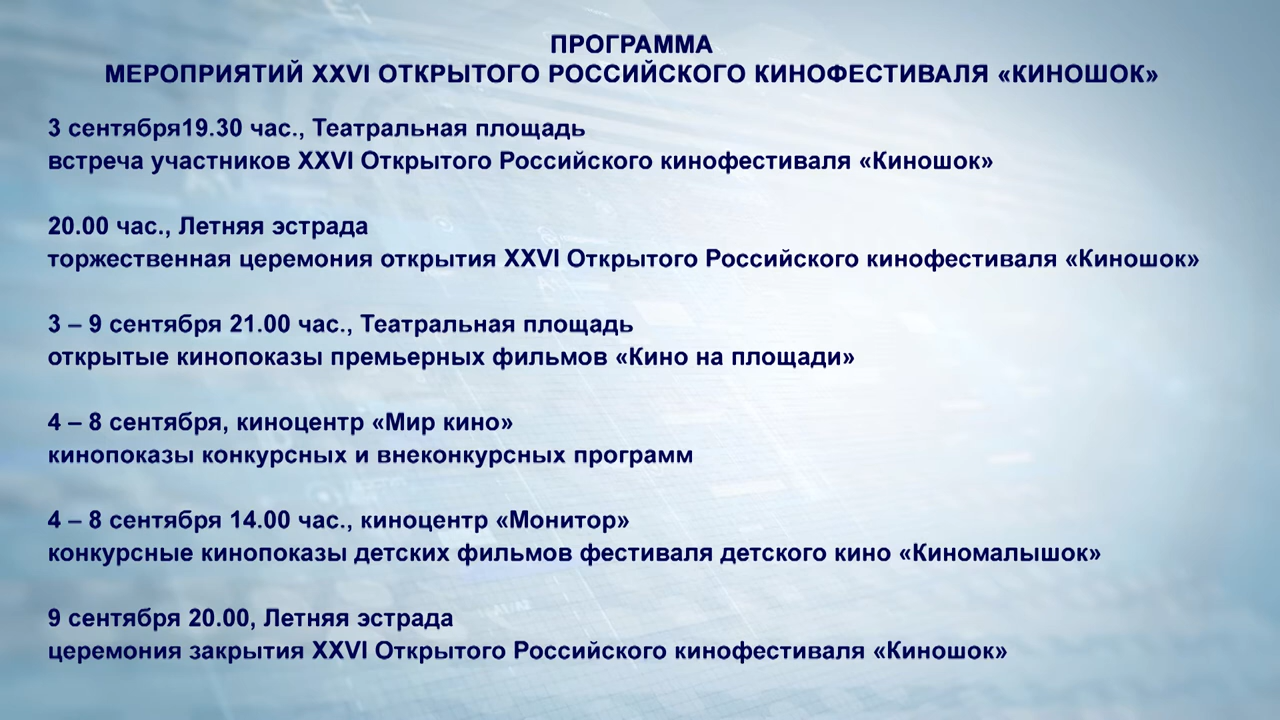 ПРОГРАММА
МЕРОПРИЯТИЙ XXVI ОТКРЫТОГО РОССИЙСКОГО КИНОФЕСТИВАЛЯ «КИНОШОК»
3 сентября19.30 час., Театральная площадь
встреча участников XXVI Открытого Российского кинофестиваля «Киношок»
20.00 час., Летняя эстрада
торжественная церемония открытия XXVI Открытого Российского кинофестиваля «Киношок»
3 – 9 сентября 21.00 час., Театральная площадь
открытые кинопоказы премьерных фильмов «Кино на площади»
4 – 8 сентября, киноцентр «Мир кино»
кинопоказы конкурсных и внеконкурсных программ
4 – 8 сентября 14.00 час., киноцентр «Монитор»
конкурсные кинопоказы детских фильмов фестиваля детского кино «Киномалышок»
9 сентября 20.00, Летняя эстрада
церемония закрытия XXVI Открытого Российского кинофестиваля «Киношок»